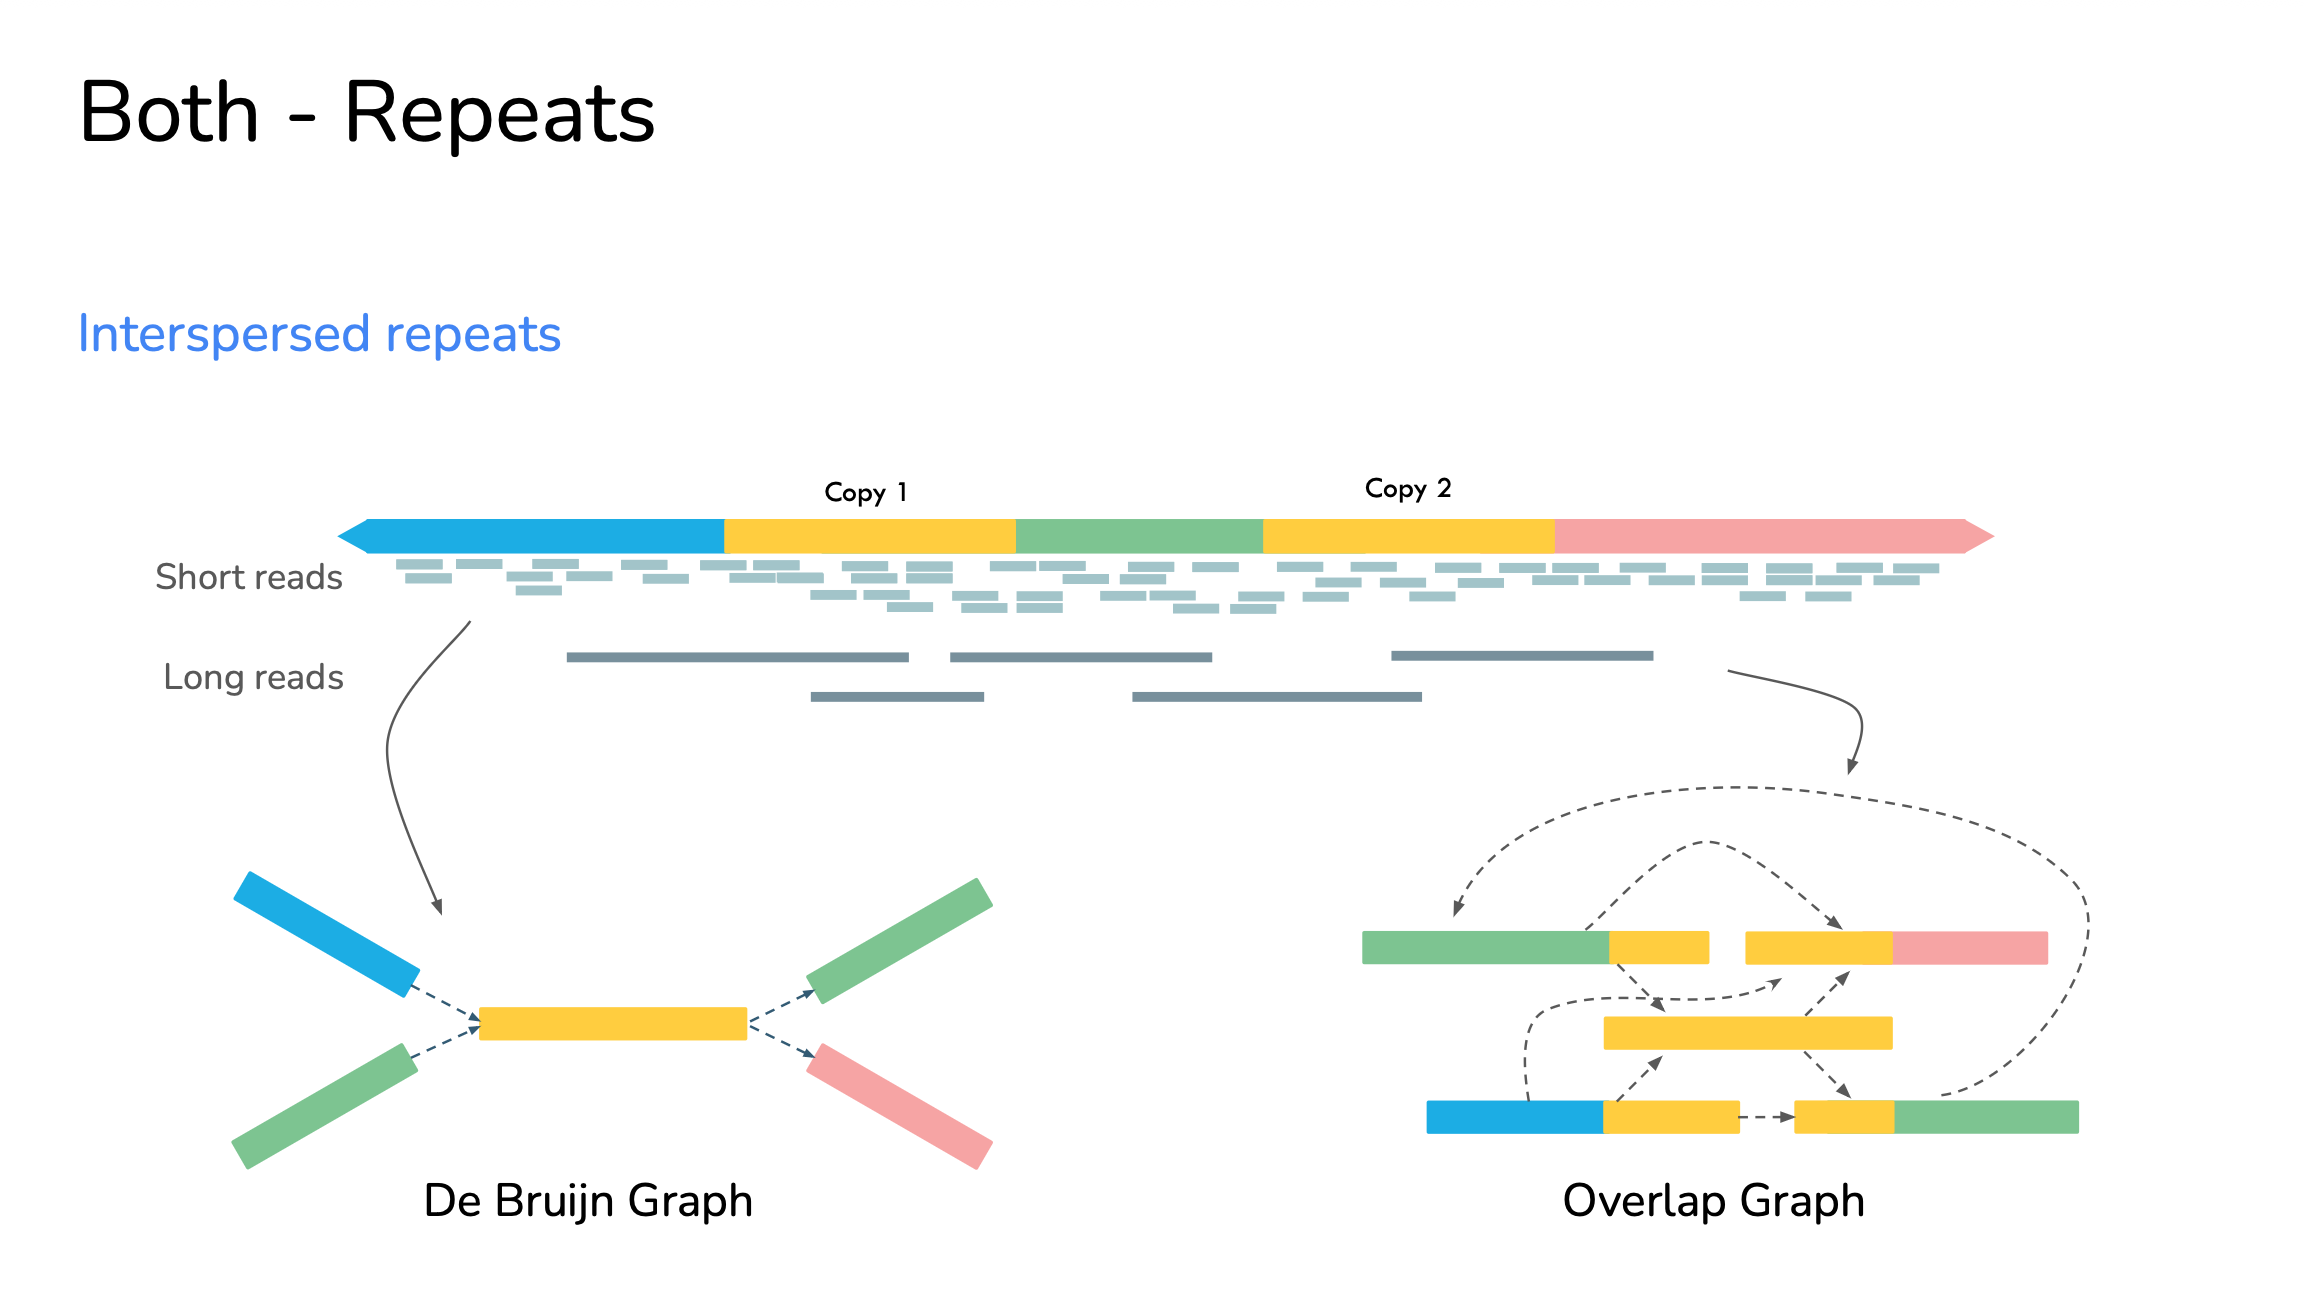 Both - Repeats
Interspersed repeats
Copy 1
Copy 2
Short reads
Long reads
De Bruijn Graph
Overlap Graph